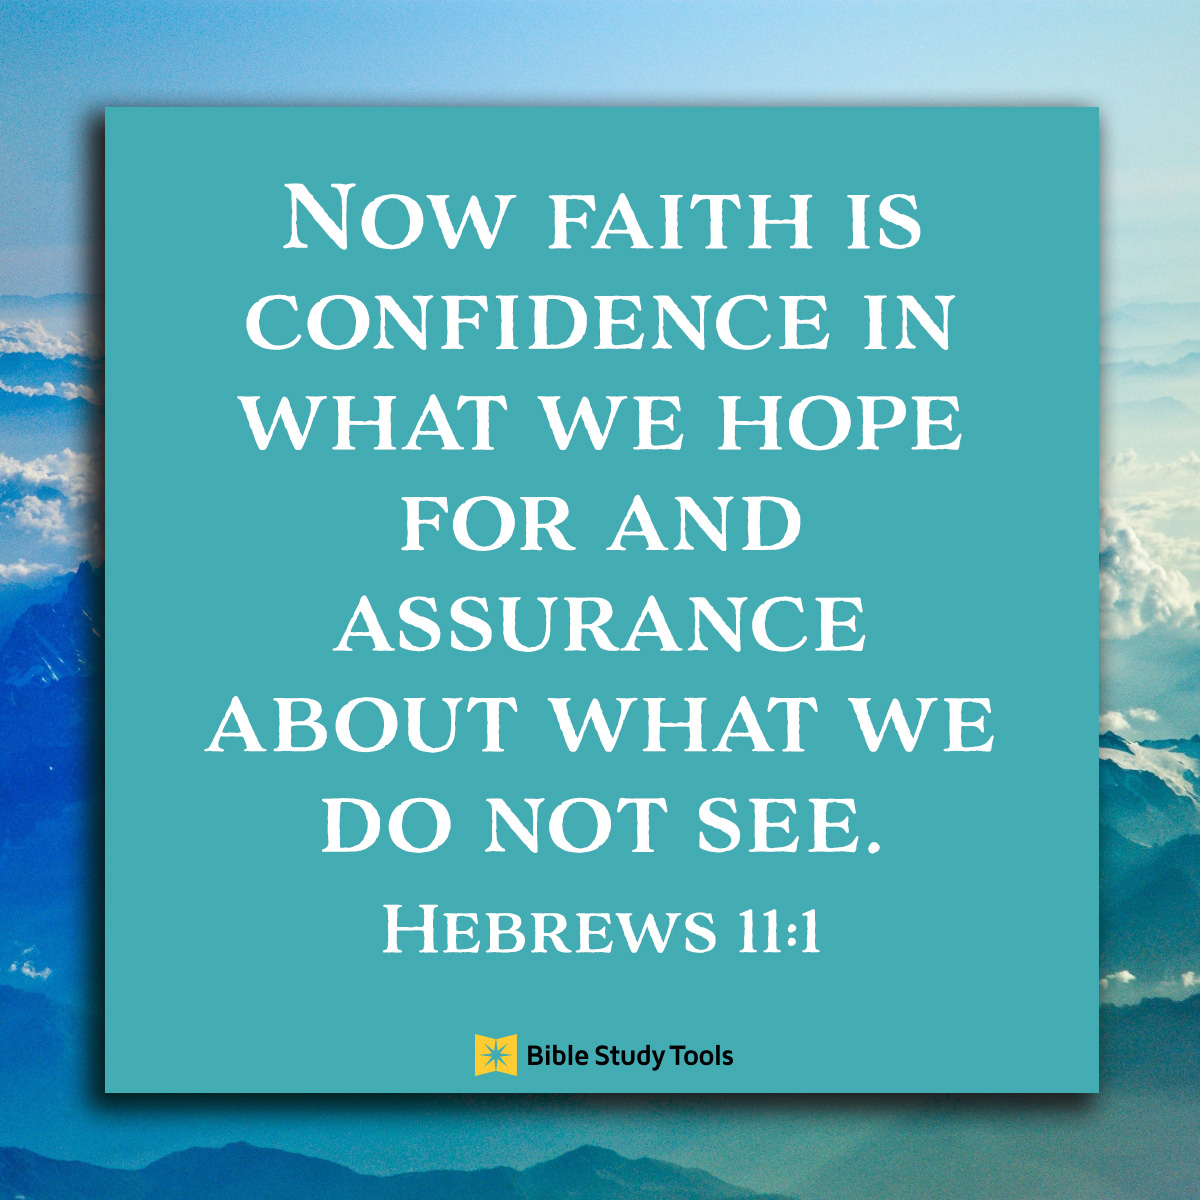 Now faith is
confidence in
what we hope
for and
assurance
about what we
do not see.
Hebrews 11:1
Bible Study Tools